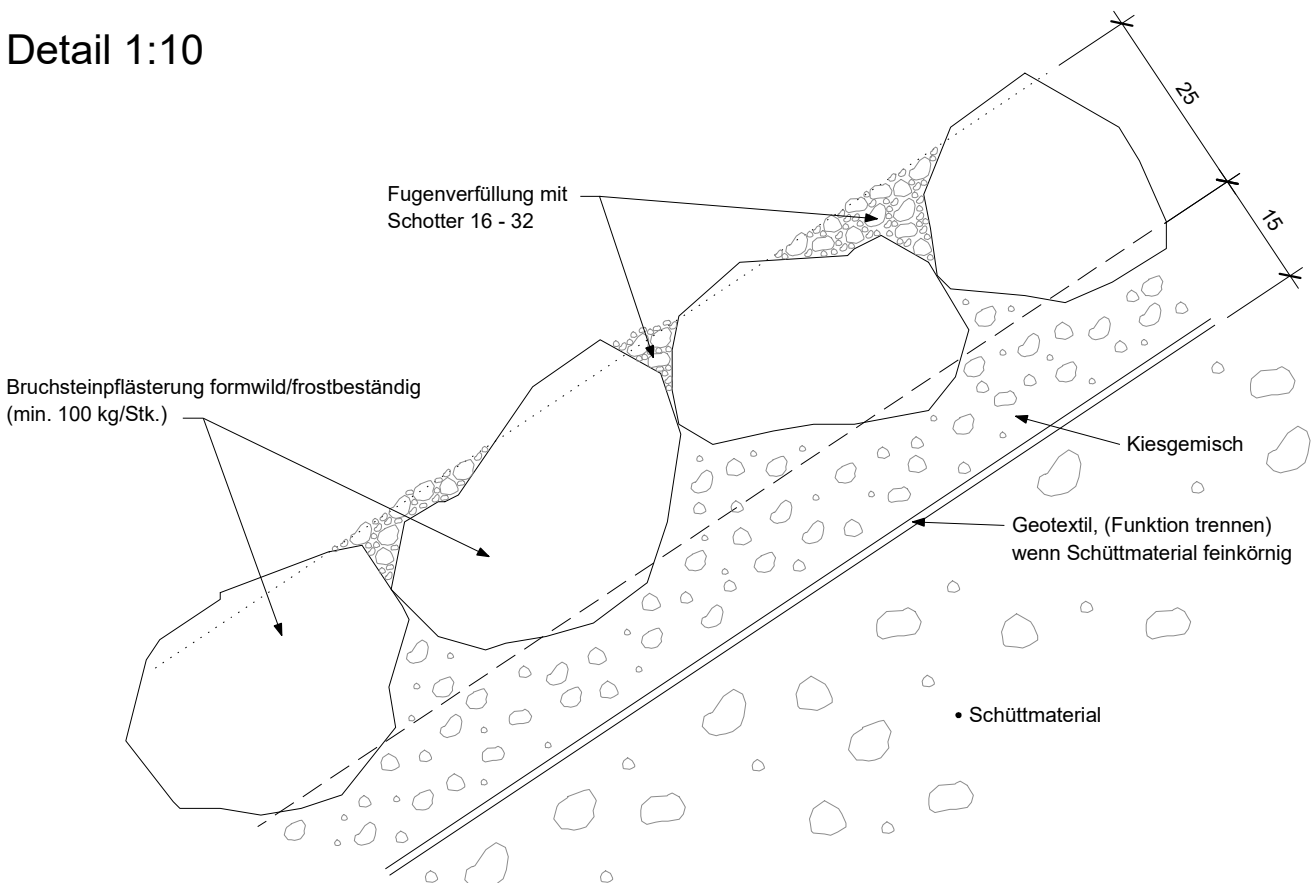 Detail 1:10
25
15
Fugenverfüllung mit
Schotter 16 - 32
Bruchsteinpflästerung formwild/frostbeständig
(min. 100 kg/Stk.)
Kiesgemisch
Geotextil, (Funktion trennen)
wenn Schüttmaterial feinkörnig
• Schüttmaterial